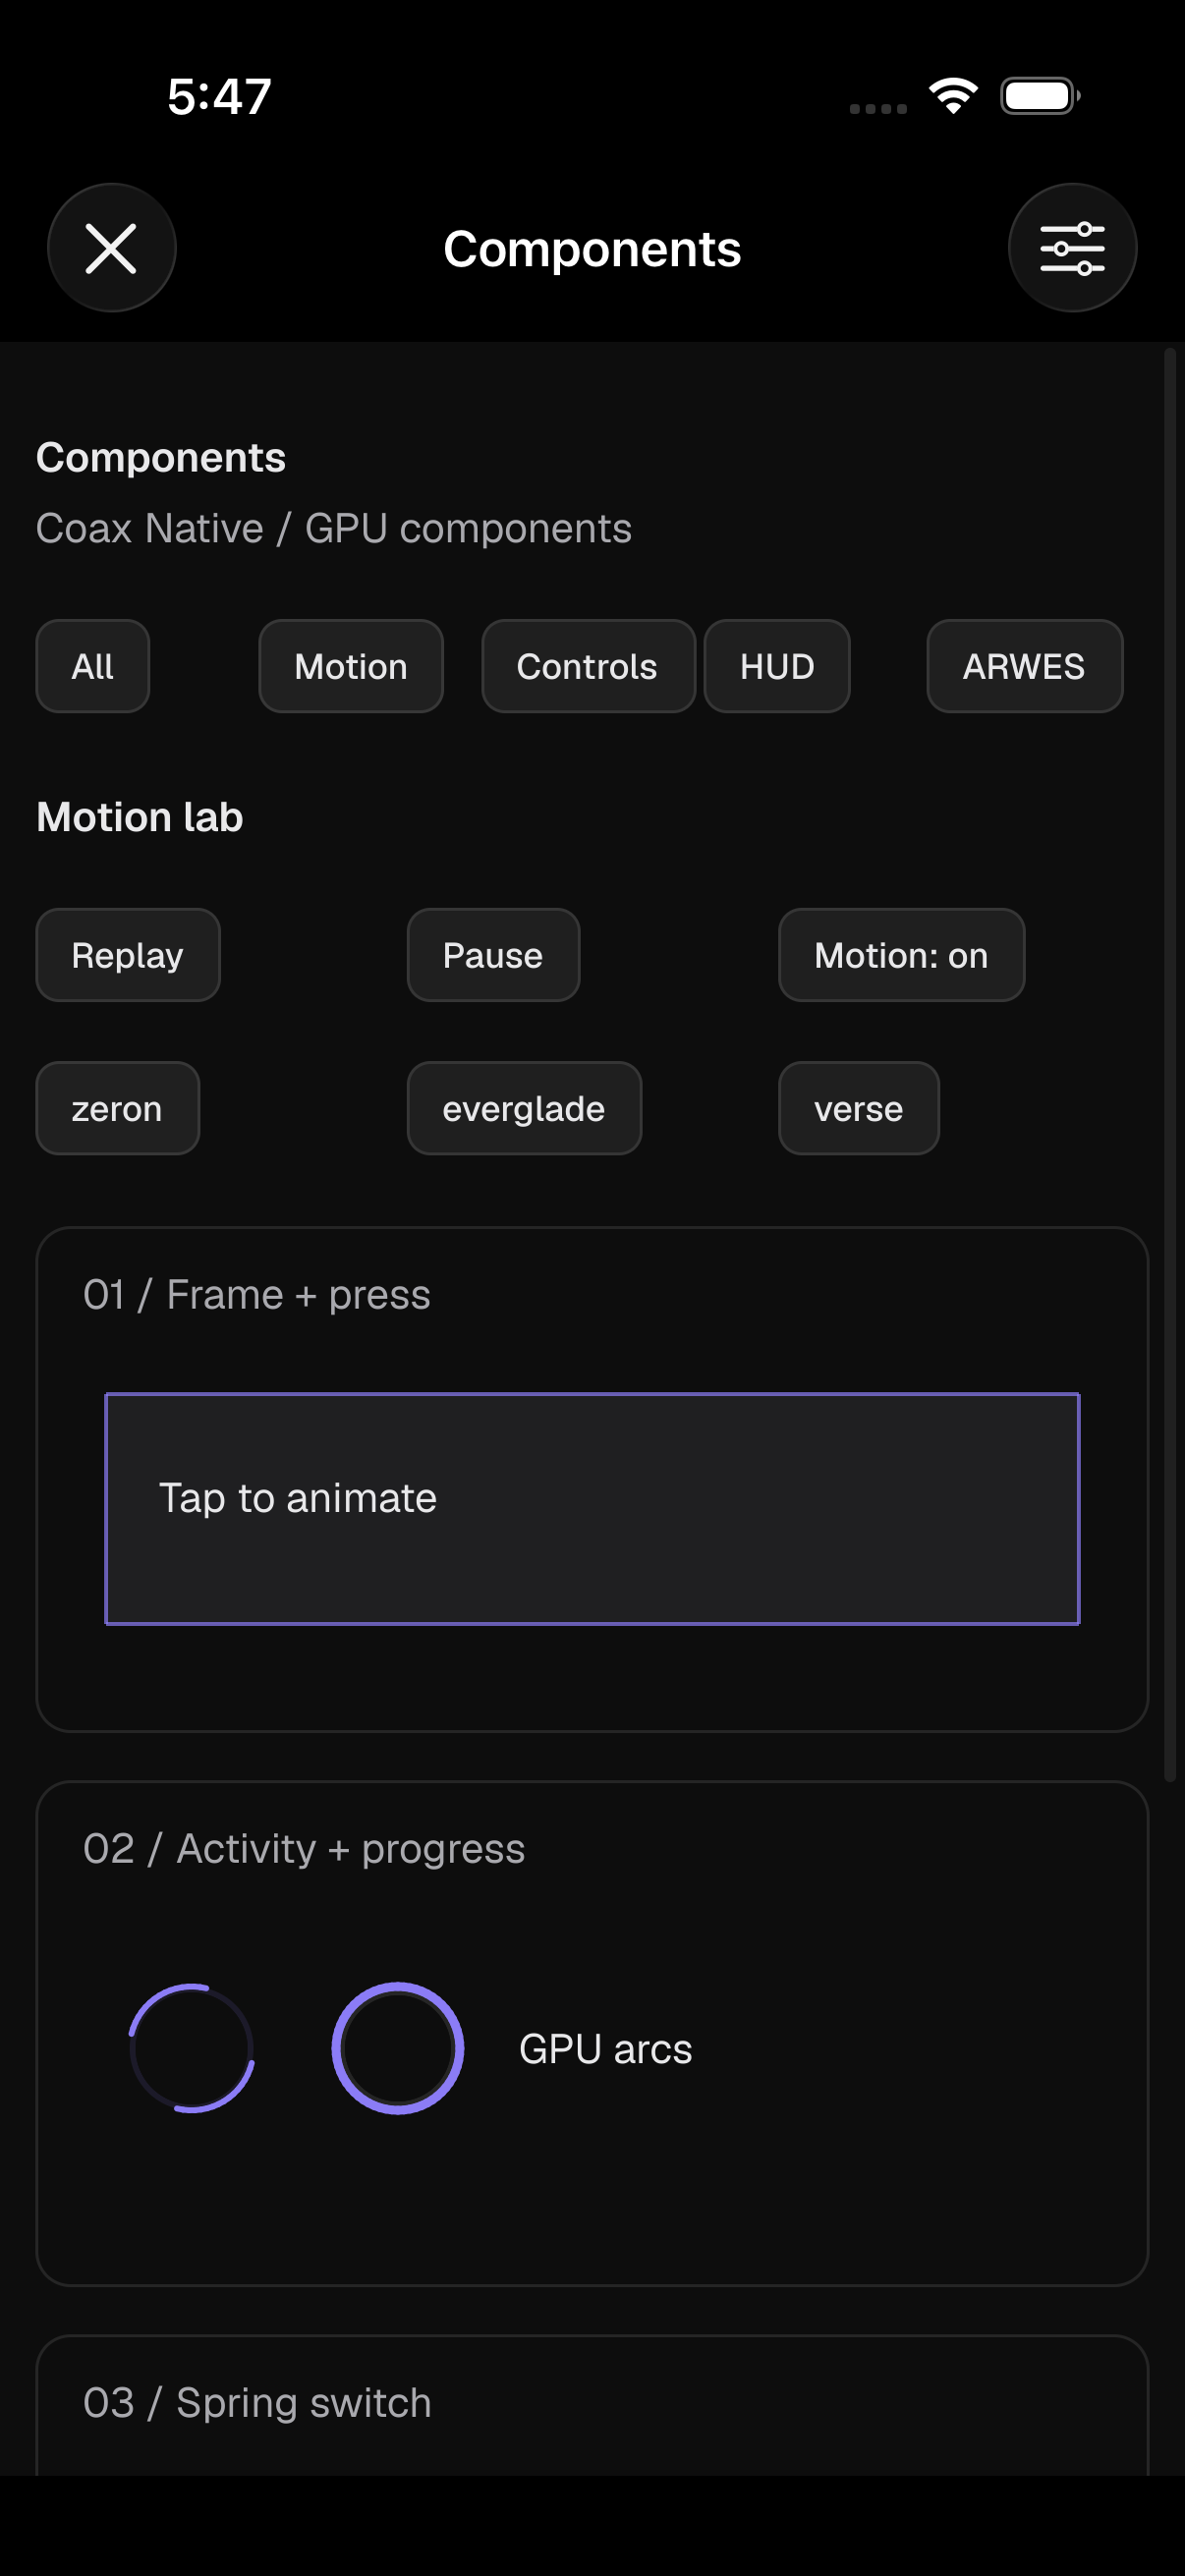 5:47
Components
Components
Coax Native / GPU components
All Motion Controls HUD ARWES
Motion lab
Replay Pause Motion: on
zeron everglade verse
01 / Frame + press
Tap to animate
02 / Activity + progress
GPU arcs
03 / Spring switch